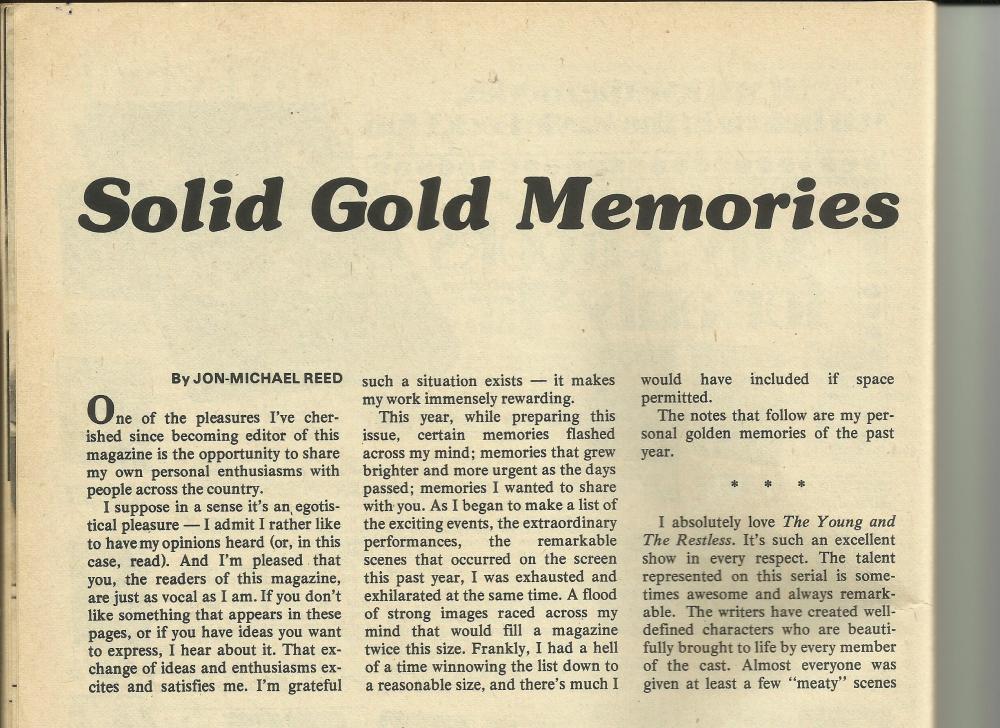 Solid Gold Memories
By JON-MICHAEL REED
One of the pleasures I've cher-
ished since becoming editor of this
magazine is the opportunity to share
my own personal enthusiasms with
people across the country.
I suppose in a sense it's an egotis-
tical pleasure — I admit I rather like
to have my opinions heard (or, in this
case, read). And I'm pleased that
you, the readers of this magazine,
are just as vocal as I am. If you don't
like something that appears in these
pages, or if you have ideas you want
to express, I hear about it. That ex-
change of ideas and enthusiasms ex-
cites and satisfies me. I'm grateful
such a situation exists — it makes
my work immensely rewarding.
This year, while preparing this
issue, certain memories flashed
across my mind; memories that grew
brighter and more urgent as the days
passed; memories I wanted to share
with you. As I began to make a list of
the exciting events, the extraordinary
performances, the remarkable
scenes that occurred on the screen
this past year, I was exhausted and
exhilarated at the same time. A flood
of strong images raced across my
mind that would fill a magazine
twice this size. Frankly, I had a hell
of a time winnowing the list down to
a reasonable size, and there's much I
would have included if space
permitted.
The notes that follow are my per-
sonal golden memories of the past
year.
* * *
I absolutely love The Young and
The Restless. It's such an excellent
show in every respect. The talent
represented on this serial is some-
times awesome and always remark-
able. The writers have created well-
defined characters who are beauti-
fully brought to life by every member
of the cast. Almost everyone was
given at least a few "meaty" scenes